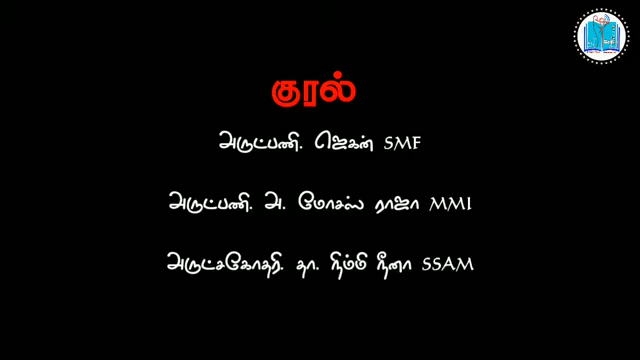 குரல்
அருட்பணி. ஜெகன் SMF
அருட்பணி. அ. மோசஸ் ராஜா MMI
அருட்சகோதரி. தா. நிம்மி நீனா SSAM